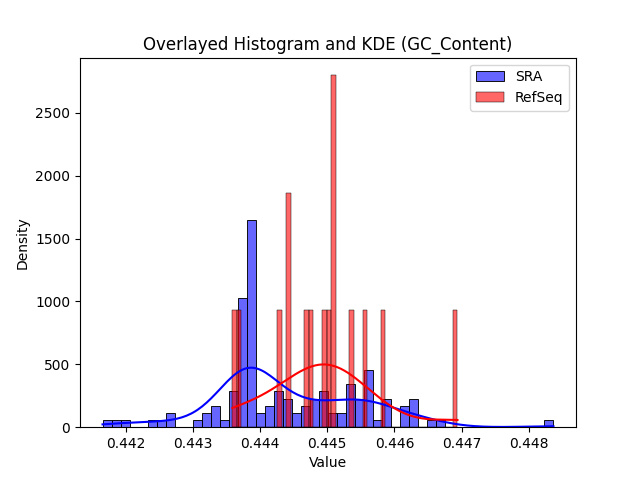 Overlayed Histogram and KDE (GC_Content)
SRA
RefSeq
2500
2000
1500
1000
500
0
Density
0.442 0.443 0.444 0.445 0.446 0.447 0.448
Value